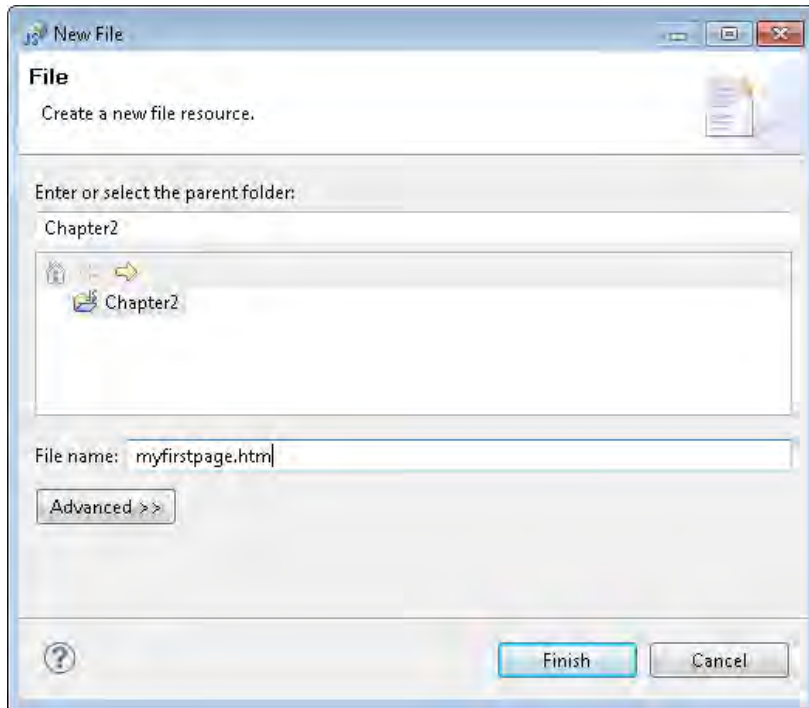 JS New File
File
Create a new file resource.
Enter or select the parent folder:
Chapter2
Chapter2
File name: myfirstpage.htm
Advanced >>
?
Finish Cancel